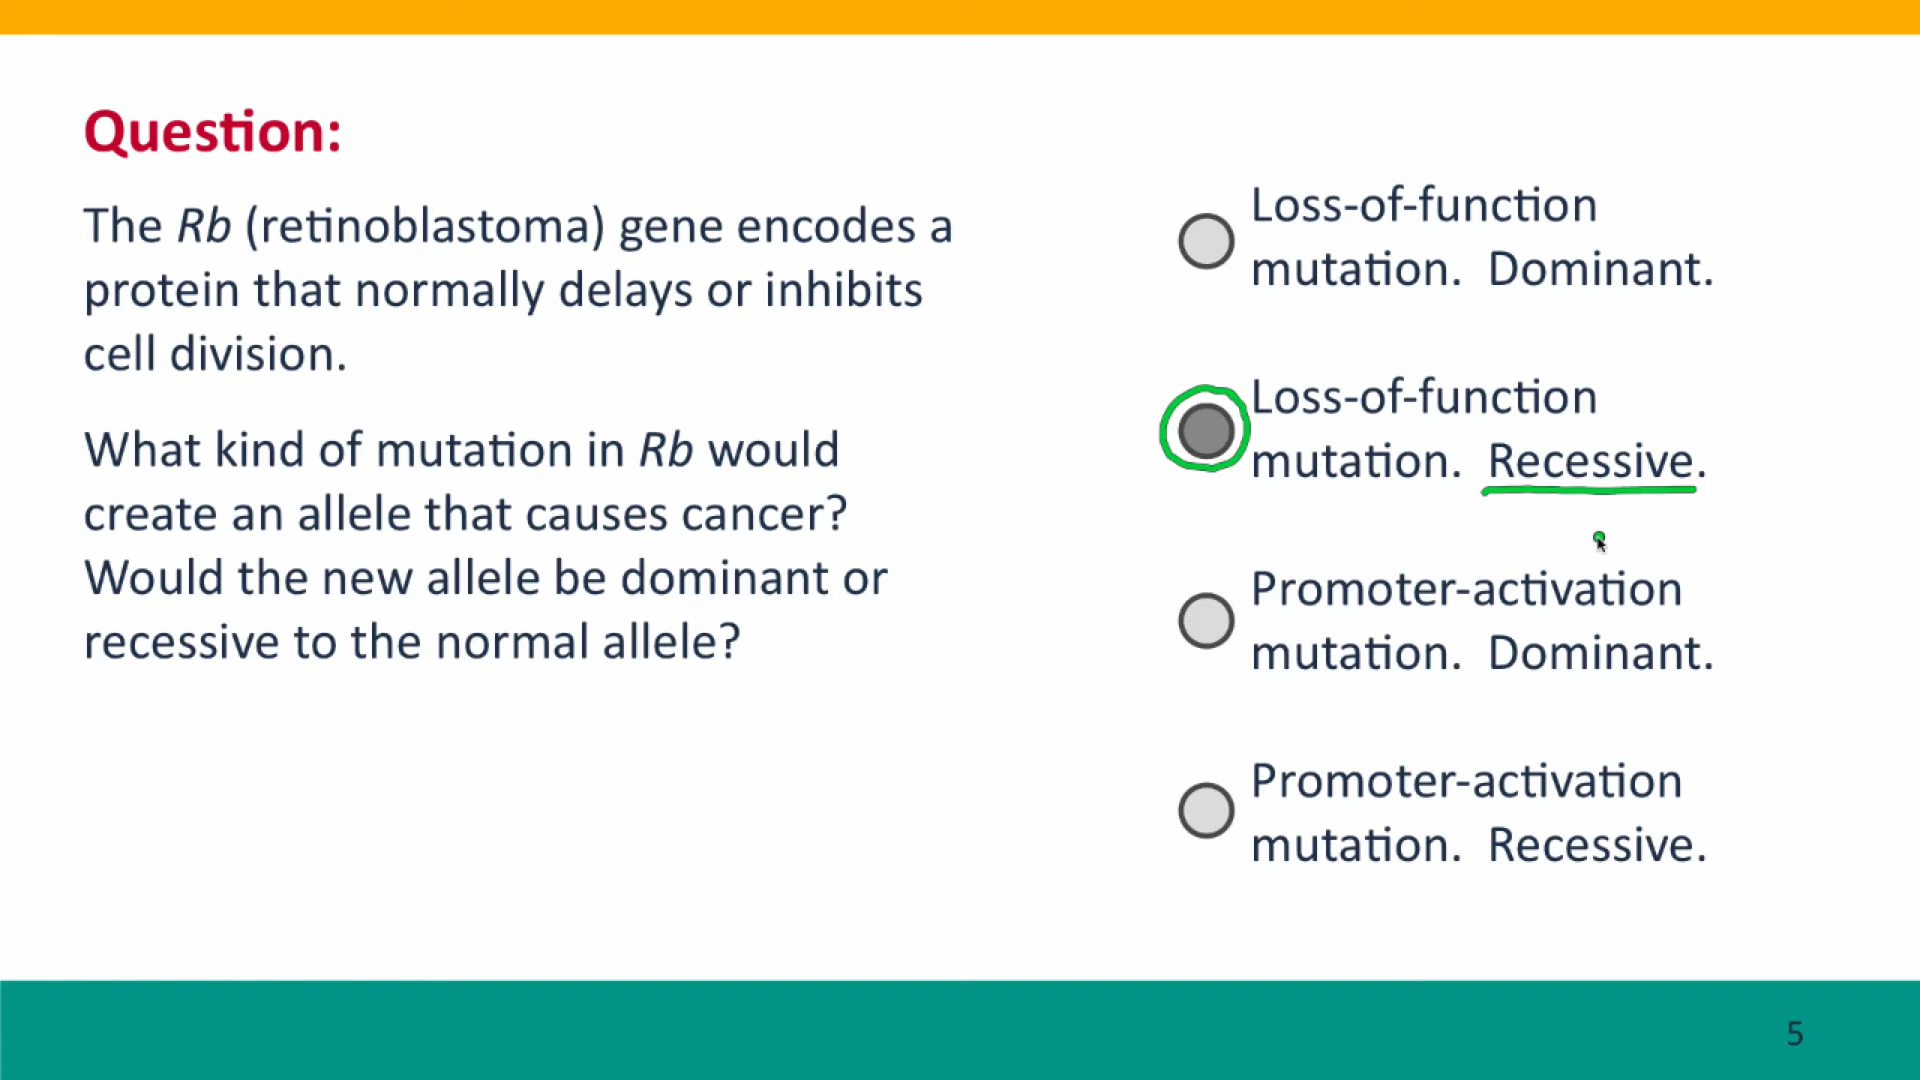 Question:
The Rb (retinoblastoma) gene encodes a
protein that normally delays or inhibits
cell division.
What kind of mutation in Rb would
create an allele that causes cancer?
Would the new allele be dominant or
recessive to the normal allele?
Loss-of-function
mutation. Dominant.
Loss-of-function
mutation. Recessive.
Promoter-activation
mutation. Dominant.
Promoter-activation
mutation. Recessive.
5